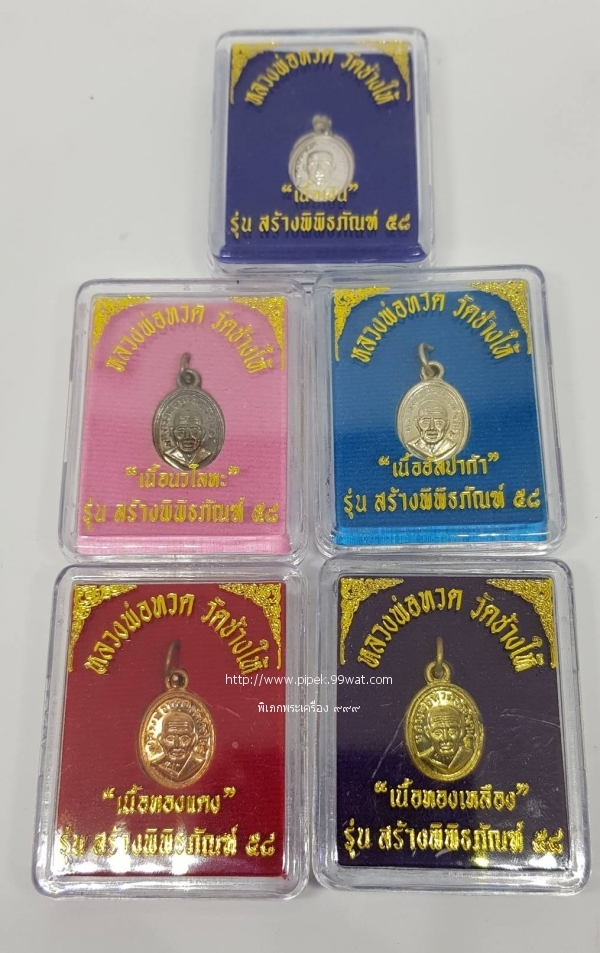 หลวงพ่อทวด วัดช้างให้
“เนื้อเงิน”
รุ่น สร้างพิพิธภัณฑ์ ๕๘
หลวงพ่อทวด วัดช้างให้
“เนื้อนวโลหะ”
รุ่น สร้างพิพิธภัณฑ์ ๕๘
หลวงพ่อทวด วัดช้างให้
“เนื้ออัลปาก้า”
รุ่น สร้างพิพิธภัณฑ์ ๕๘
หลวงพ่อทวด วัดช้างให้
“เนื้อทองแดง”
รุ่น สร้างพิพิธภัณฑ์ ๕๘
หลวงพ่อทวด วัดช้างให้
“เนื้อทองเหลือง”
รุ่น สร้างพิพิธภัณฑ์ ๕๘
http://www.pipek.99wat.com
พิเภกพระเครื่อง ๙๙๙